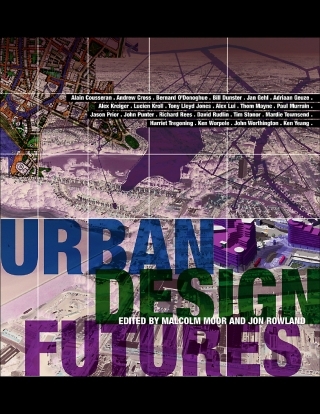 Alain Cousseran . Andrew Cross . Bernard O'Donoghue . Bill Dunster . Jan Gehl . Adriaan Geuze .
Alex Krieger . Lucien Kroll . Tony Lloyd Jones . Alex Lui . Thom Mayne . Paul Murrain .
Jason Prior . John Punter . Richard Rees . David Rudlin . Tim Stonor . Mardie Townsend .
Harriet Tregoning . Ken Worpole . John Worthington . Ken Yeang .
URBAN
DESIGN
EDITED BY MALCOLM MOOR AND JON ROWLAND
FUTURES